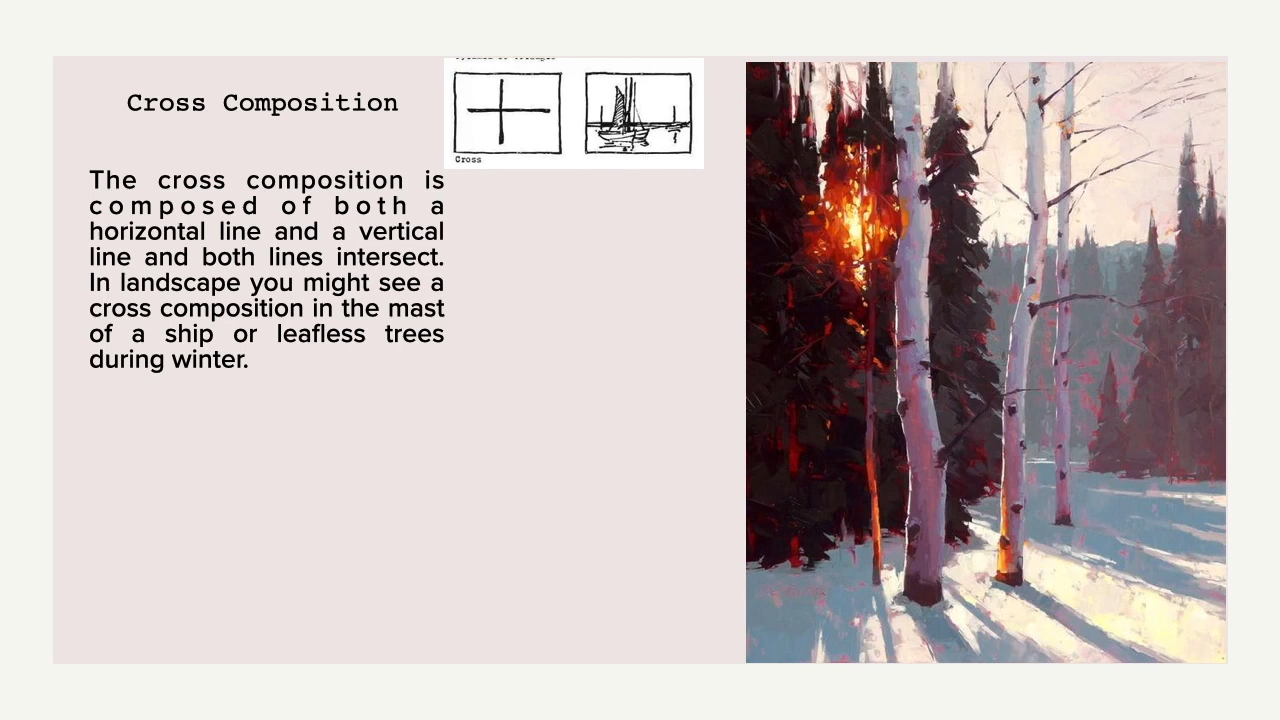 Cross Composition
Cross
The cross composition is
composed of both a
horizontal line and a vertical
line and both lines intersect.
In landscape you might see a
cross composition in the mast
of a ship or leafless trees
during winter.